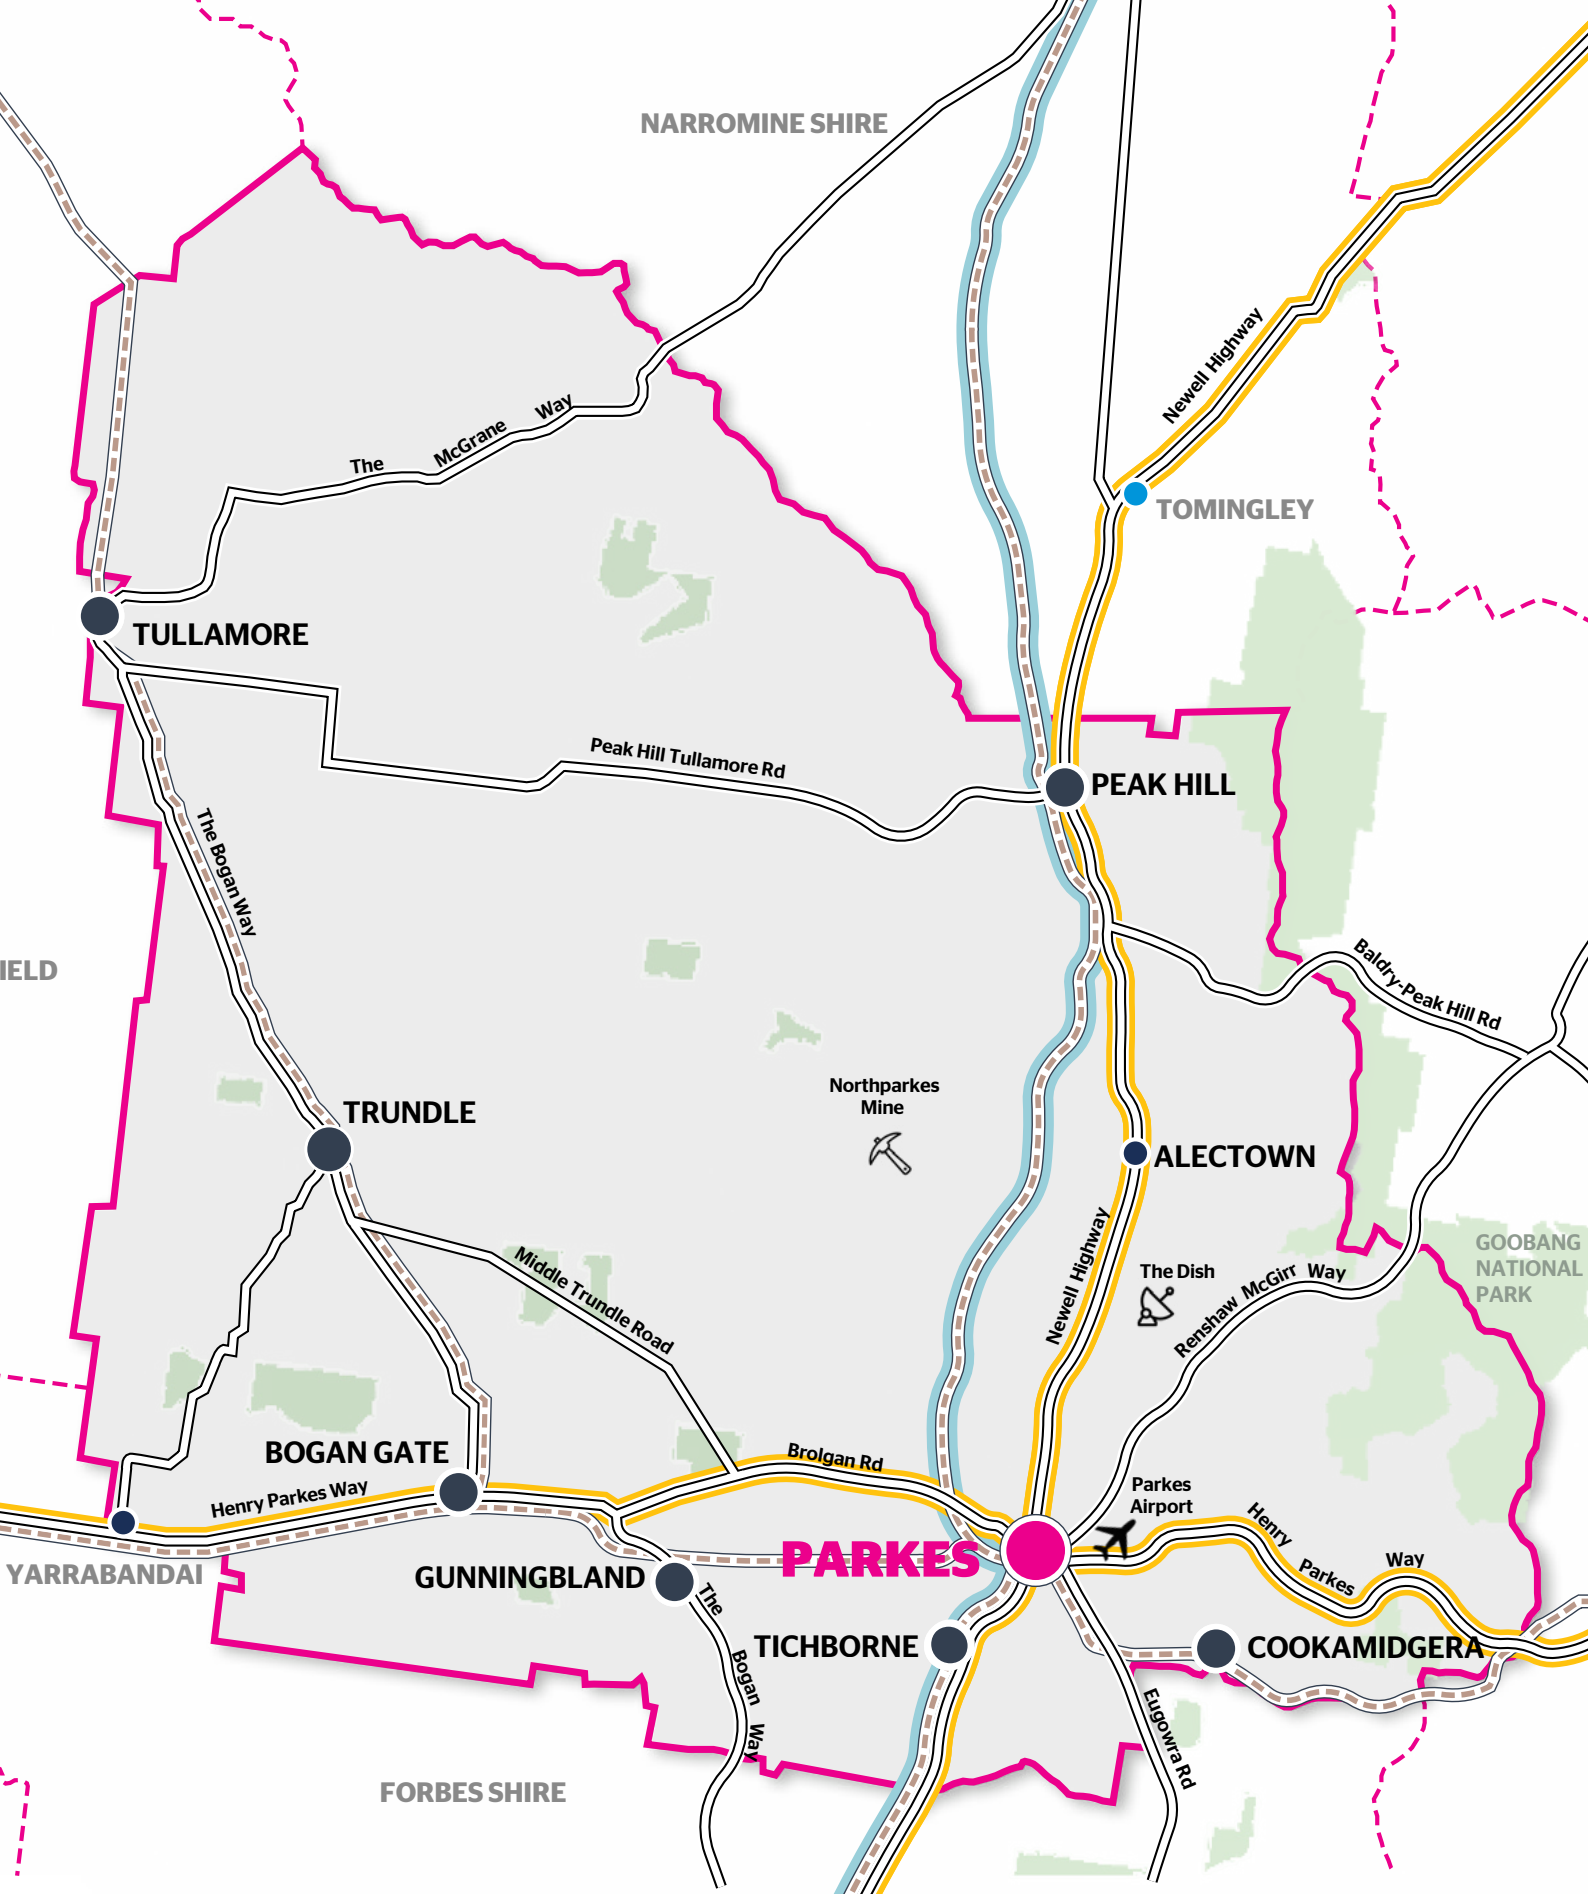 NARROMINE SHIRE
Newell Highway
The McGrane Way
TOMINGLEY
TULLAMORE
Peak Hill Tullamore Rd
PEAK HILL
The Bogan Way
IELD
Baldry-Peak Hill Rd
Northparkes
Mine
TRUNDLE
ALECTOWN
Newell Highway
The Dish
Renshaw McGirr Way
GOOBANG
NATIONAL
PARK
Middle Trundle Road
BOGAN GATE
Brolgan Rd
Henry Parkes Way
Parkes
Airport
Henry Parkes Way
PARKES
YARRABANDAI
GUNNINGBLAND
The Bogan Way
TICHBORNE
COOKAMIDGERA
Eugowra Rd
FORBES SHIRE